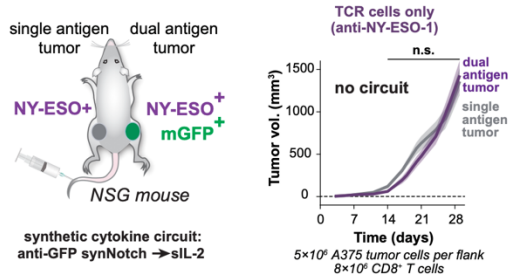 single antigen
tumor
dual antigen
tumor
NY-ESO+
NY-ESO+
mGFP+
NSG mouse
synthetic cytokine circuit:
anti-GFP synNotch → sIL-2
TCR cells only
(anti-NY-ESO-1)
n.s.
no circuit
dual
antigen
tumor
single
antigen
tumor
Tumor vol. (mm³)
1500
1000
500
0
0 7 14 21 28
Time (days)
5×10⁶ A375 tumor cells per flank
8×10⁶ CD8⁺ T cells